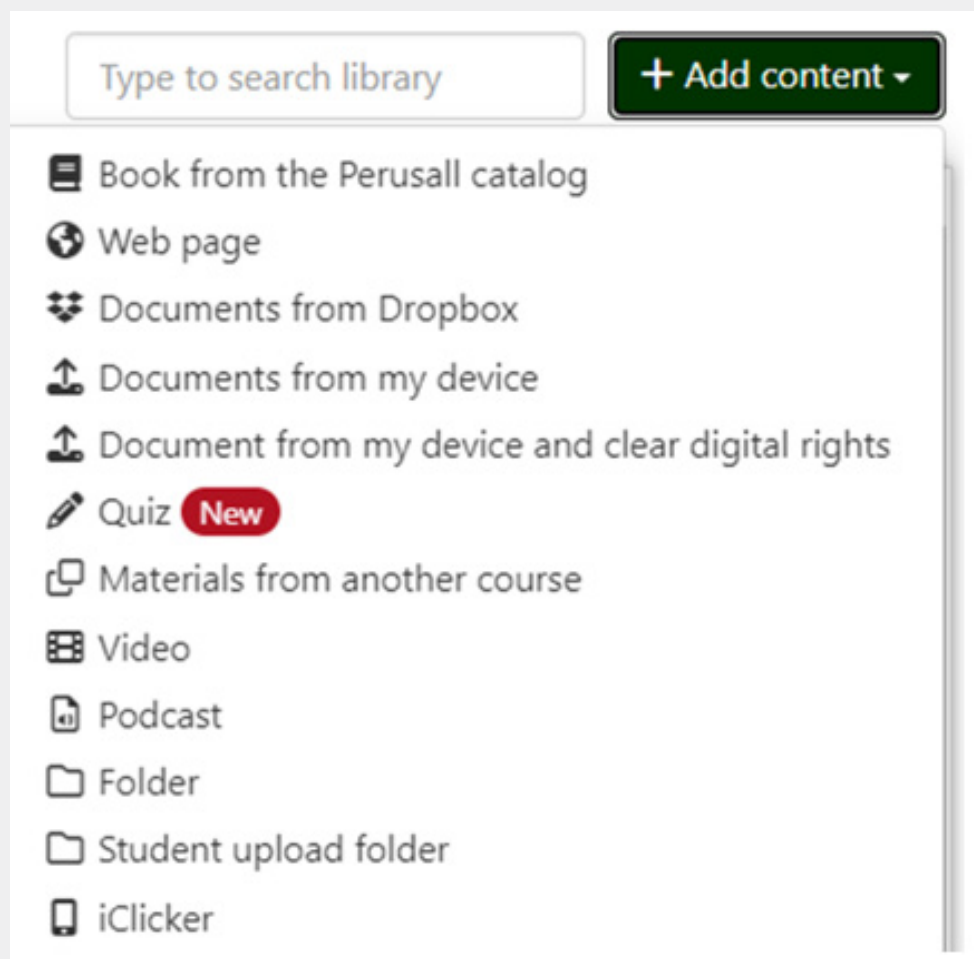 Type to search library
+ Add content
Book from the Perusall catalog
Web page
Documents from Dropbox
Documents from my device
Document from my device and clear digital rights
Quiz New
Materials from another course
Video
Podcast
Folder
Student upload folder
iClicker